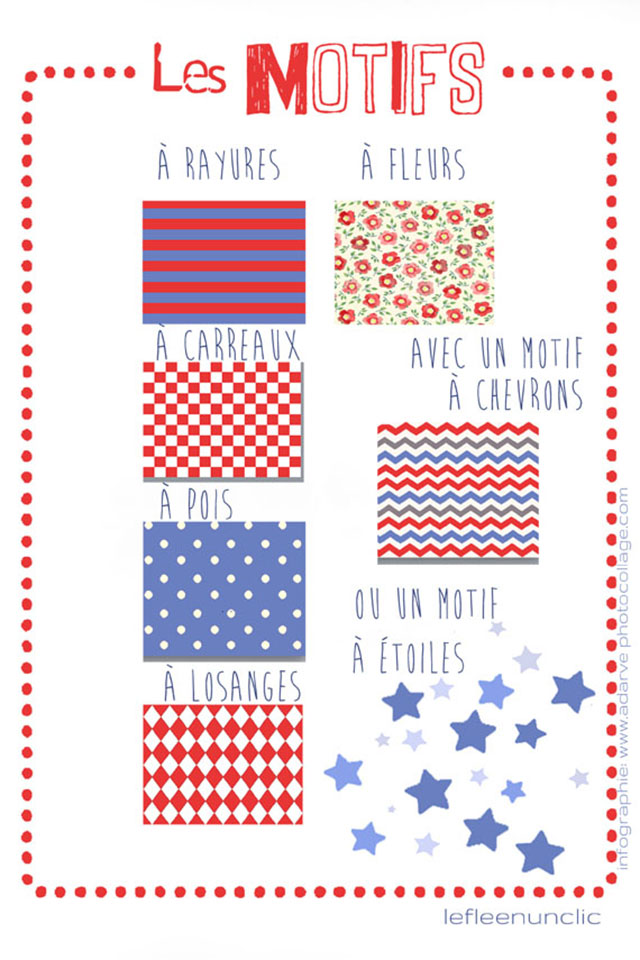 Les MOTIFS
À RAYURES
À FLEURS
À CARREAUX
AVEC UN MOTIF
À CHEVRONS
À POIS
OU UN MOTIF
À ÉTOILES
À LOSANGES
infographie: www.adarve photocollage.com
lefleenunclic